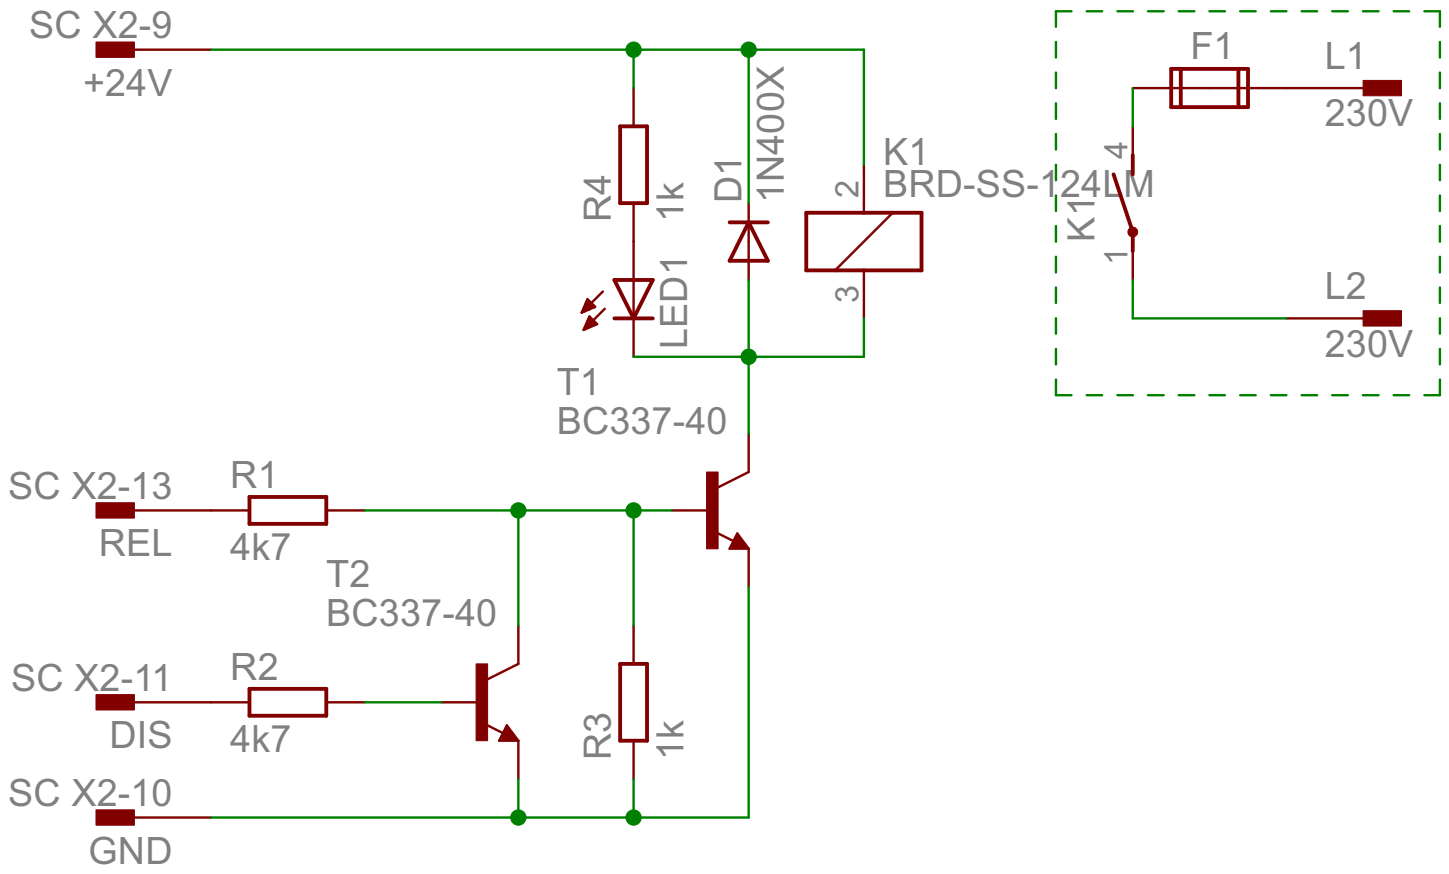 SC X2-9
+24V
F1
L1
230V
1N400X
D1
K1
BRD-SS-124LM
2
3
R4
1k
LED1
4
K1
1
L2
230V
T1
BC337-40
SC X2-13
REL
R1
4k7
T2
BC337-40
SC X2-11
DIS
R2
4k7
R3
1k
SC X2-10
GND